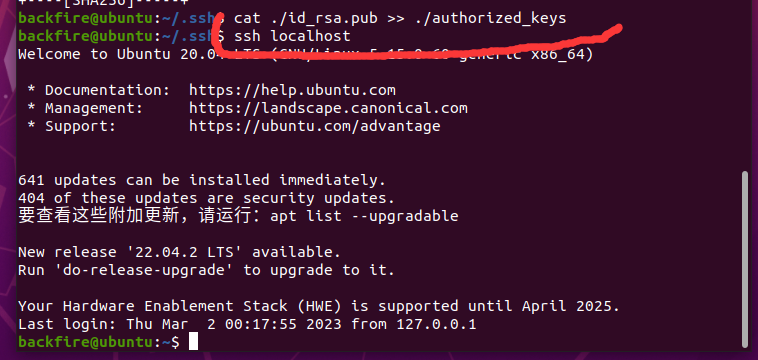 +----[SHA256]-----+
backfire@ubuntu:~/.ssh$ cat ./id_rsa.pub >> ./authorized_keys
backfire@ubuntu:~/.ssh$ ssh localhost
Welcome to Ubuntu 20.04 LTS (GNU/Linux 5.15.0-60-generic x86_64)
* Documentation:  https://help.ubuntu.com
* Management:     https://landscape.canonical.com
* Support:        https://ubuntu.com/advantage
641 updates can be installed immediately.
404 of these updates are security updates.
要查看这些附加更新，请运行：apt list --upgradable
New release '22.04.2 LTS' available.
Run 'do-release-upgrade' to upgrade to it.
Your Hardware Enablement Stack (HWE) is supported until April 2025.
Last login: Thu Mar  2 00:17:55 2023 from 127.0.0.1
backfire@ubuntu:~$